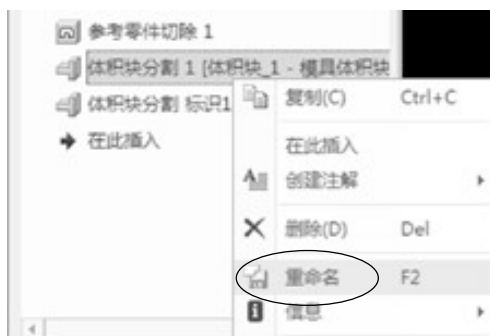 参考零件切除 1
体积块分割 1 [体积块_1 - 模具体积块
体积块分割 标识1
在此插入
复制(C) Ctrl+C
在此插入
创建注解
删除(D) Del
重命名 F2
信息